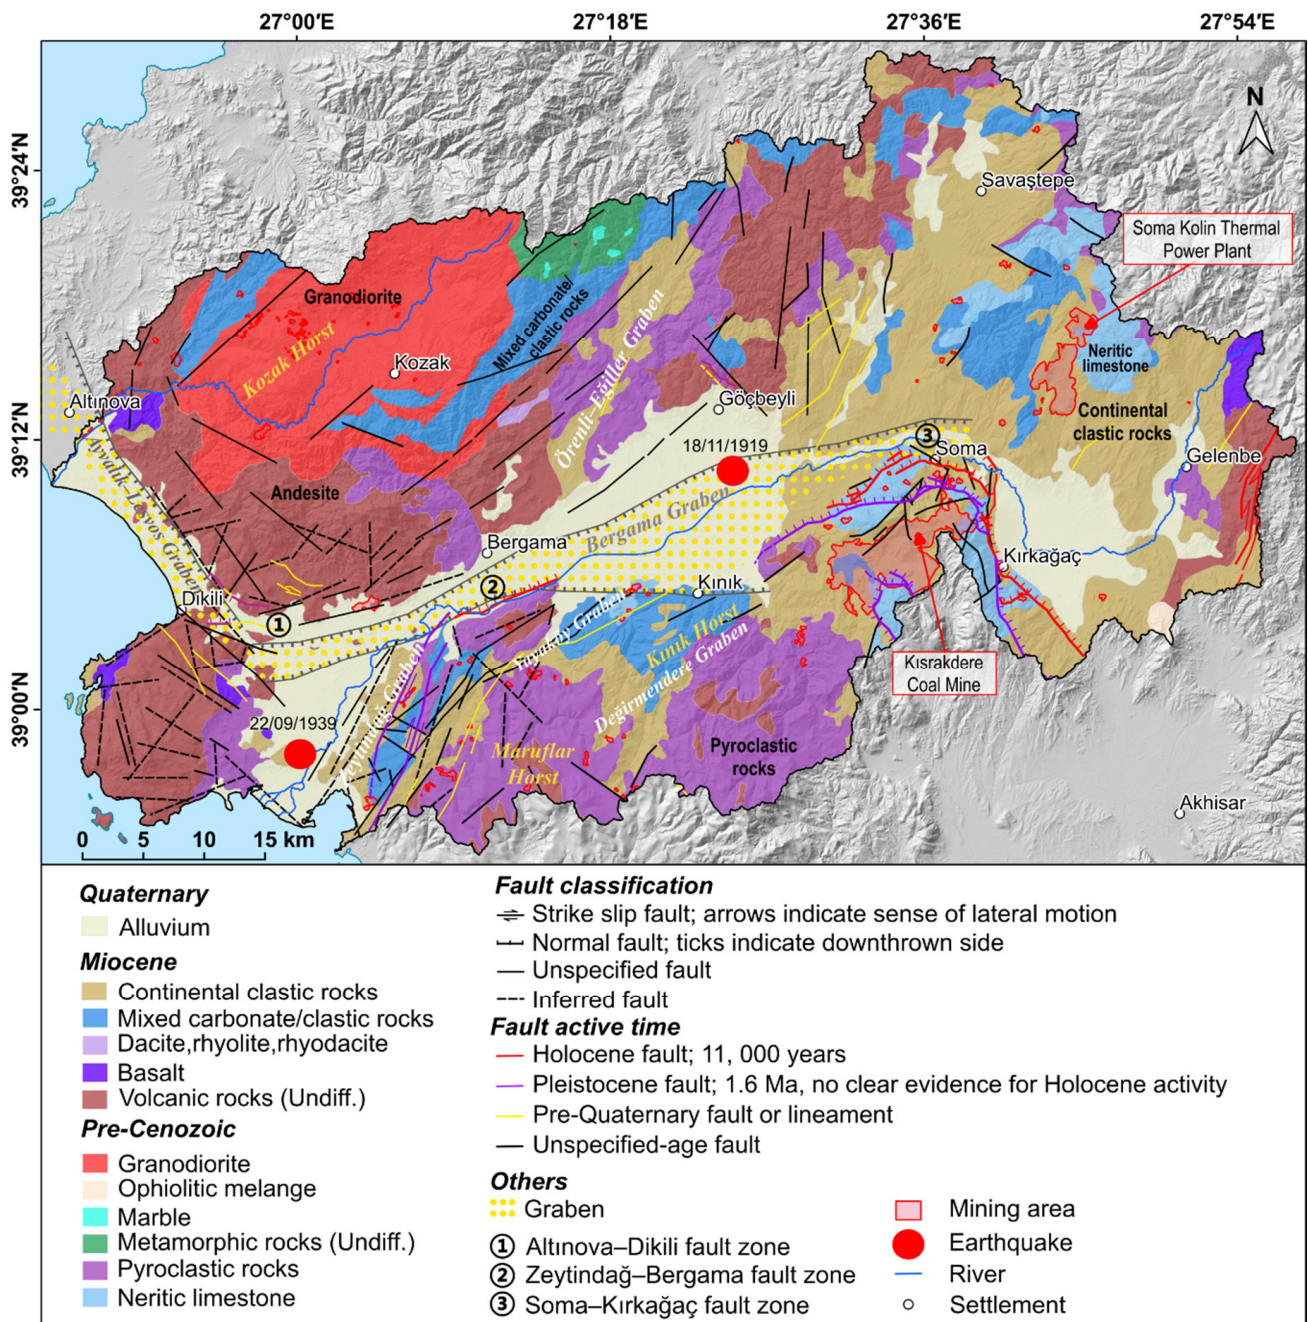 27°00′E
27°18′E
27°36′E
27°54′E
39°24′N
39°12′N
39°00′N
N
Savaştepe
Soma Kolin Thermal
Power Plant
Granodiorite
Kozak Horst
Kozak
Mixed carbonate/
clastic rocks
Örenli–Eğiller Graben
Neritic
limestone
Altınova
Göçbeyli
Continental
clastic rocks
18/11/1919
3
Soma
Gelenbe
Ayvalık-Lesvos Graben
Andesite
Bergama Graben
Bergama
Kırkağaç
2
Kınık
Dikili
1
Yayaköy Graben
Kınık Horst
Kısrakdere
Coal Mine
Zeytindağ Graben
Değirmendere Graben
22/09/1939
Maruflar
Horst
Pyroclastic
rocks
Akhisar
0 5 10 15 km
Quaternary
Alluvium
Miocene
Continental clastic rocks
Mixed carbonate/clastic rocks
Dacite,rhyolite,rhyodacite
Basalt
Volcanic rocks (Undiff.)
Pre-Cenozoic
Granodiorite
Ophiolitic melange
Marble
Metamorphic rocks (Undiff.)
Pyroclastic rocks
Neritic limestone
Fault classification
Strike slip fault; arrows indicate sense of lateral motion
Normal fault; ticks indicate downthrown side
Unspecified fault
Inferred fault
Fault active time
Holocene fault; 11, 000 years
Pleistocene fault; 1.6 Ma, no clear evidence for Holocene activity
Pre-Quaternary fault or lineament
Unspecified-age fault
Others
Graben
1 Altınova–Dikili fault zone
2 Zeytindağ–Bergama fault zone
3 Soma–Kırkağaç fault zone
Mining area
Earthquake
River
Settlement